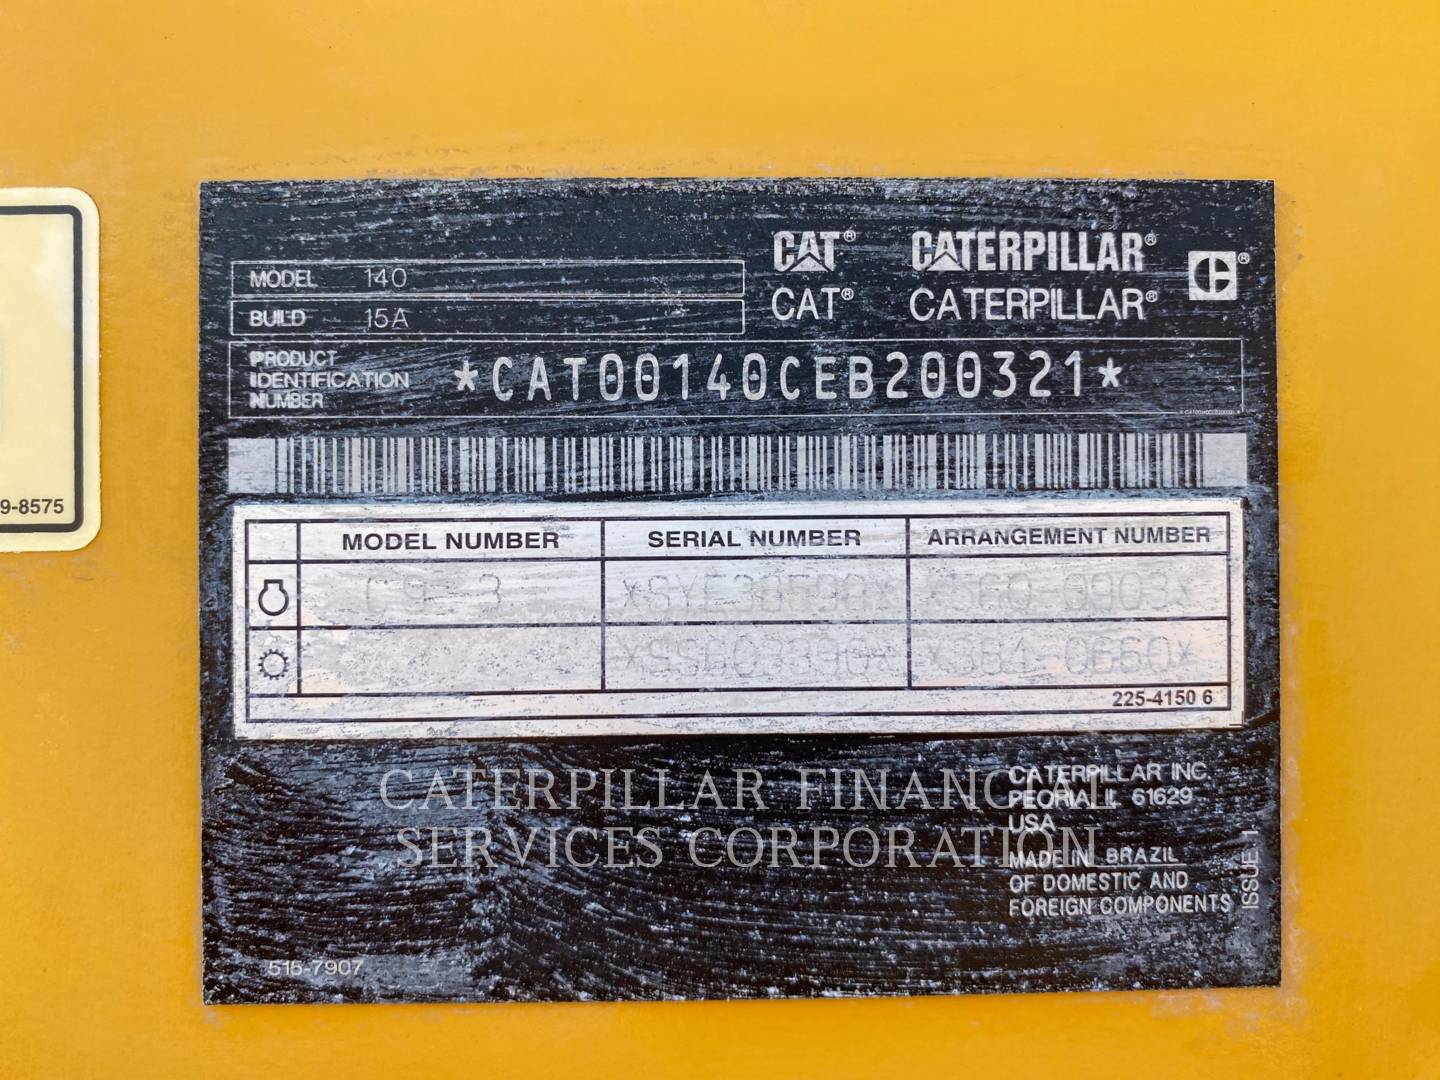 CAT® CATERPILLAR®
CAT® CATERPILLAR®
MODEL 140
BUILD 15A
PRODUCT IDENTIFICATION NUMBER
*CAT00140CEB200321*
MODEL NUMBER SERIAL NUMBER ARRANGEMENT NUMBER
C9 3
225-4150 6
CATERPILLAR FINANCIAL
SERVICES CORPORATION
CATERPILLAR INC.
PEORIA, IL 61629
USA
MADE IN BRAZIL
OF DOMESTIC AND
FOREIGN COMPONENTS
ISSUE 1
515-7907
9-8575